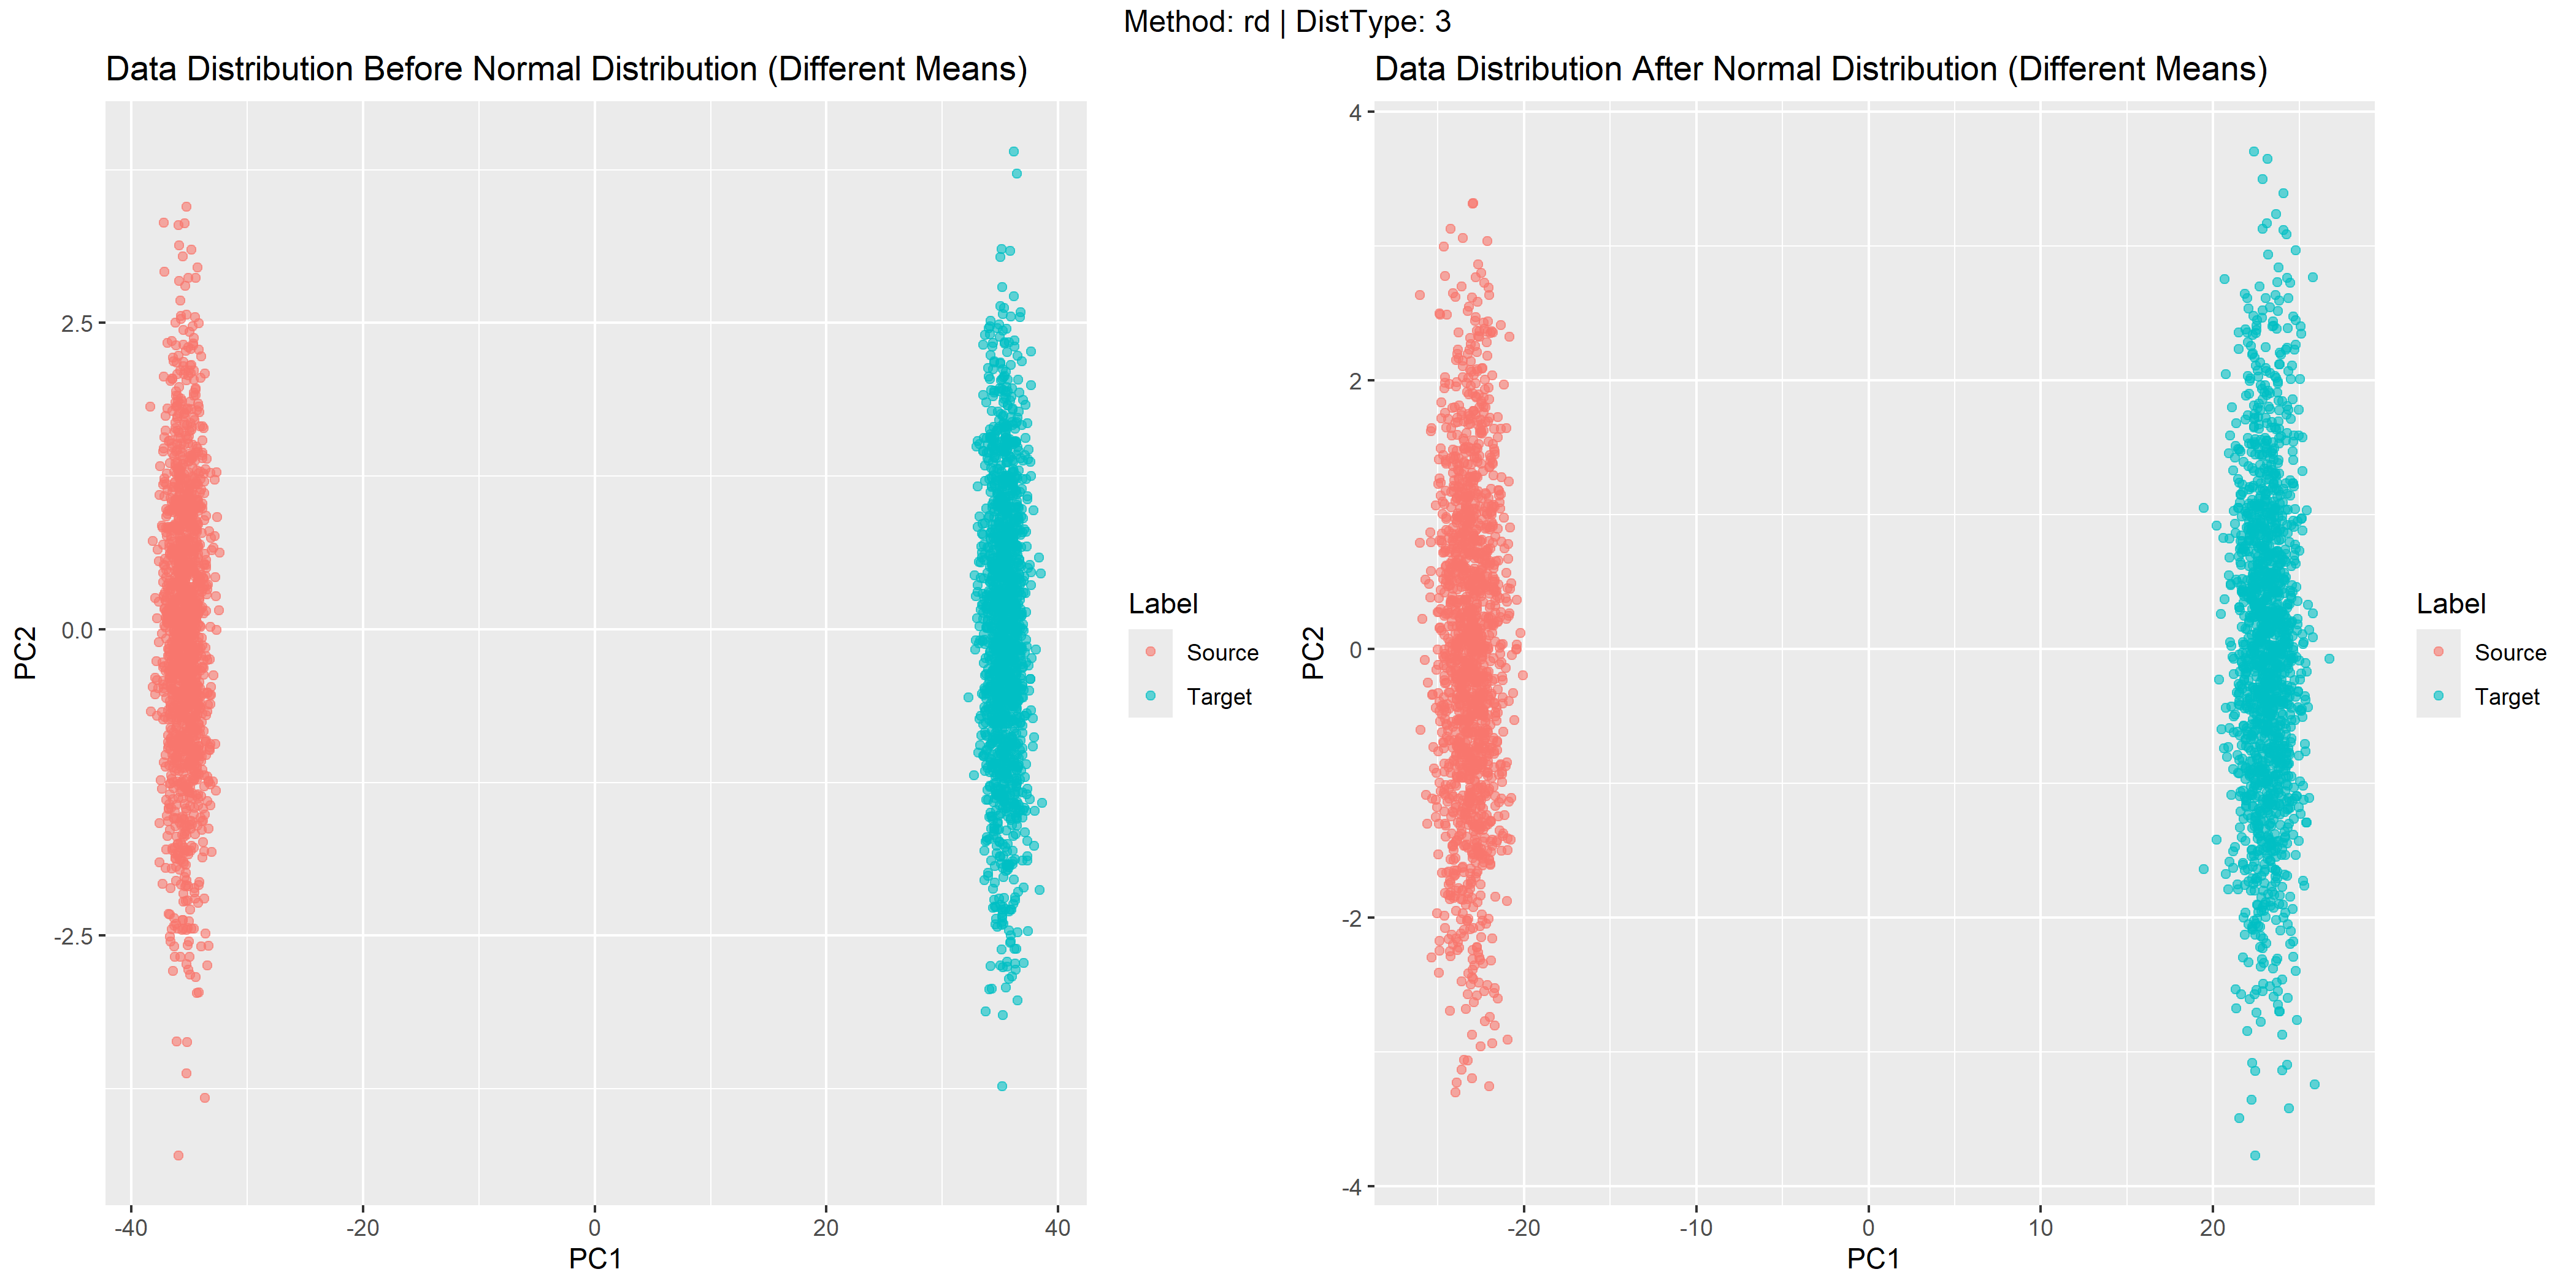 Method: rd | DistType: 3
Data Distribution Before Normal Distribution (Different Means)
PC2
2.5
0.0
-2.5
-40
-20
0
20
40
PC1
Label
Source
Target
Data Distribution After Normal Distribution (Different Means)
PC2
4
2
0
-2
-4
-20
-10
0
10
20
PC1
Label
Source
Target